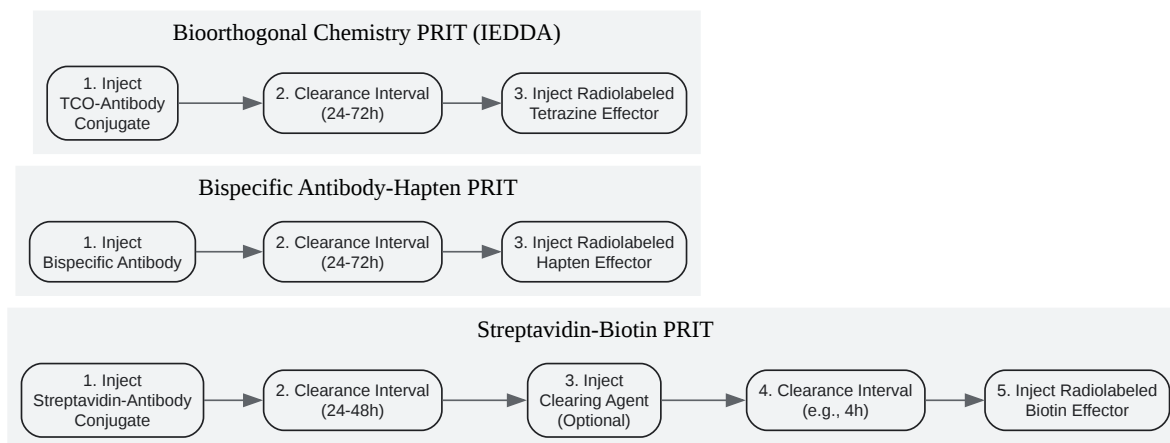 Bioorthogonal Chemistry PRIT (IEDDA)
1. Inject
TCO-Antibody
Conjugate
2. Clearance Interval
(24-72h)
3. Inject Radiolabeled
Tetrazine Effector
Bispecific Antibody-Hapten PRIT
1. Inject
Bispecific Antibody
2. Clearance Interval
(24-72h)
3. Inject Radiolabeled
Hapten Effector
Streptavidin-Biotin PRIT
1. Inject
Streptavidin-Antibody
Conjugate
2. Clearance Interval
(24-48h)
3. Inject
Clearing Agent
(Optional)
4. Clearance Interval
(e.g., 4h)
5. Inject Radiolabeled
Biotin Effector